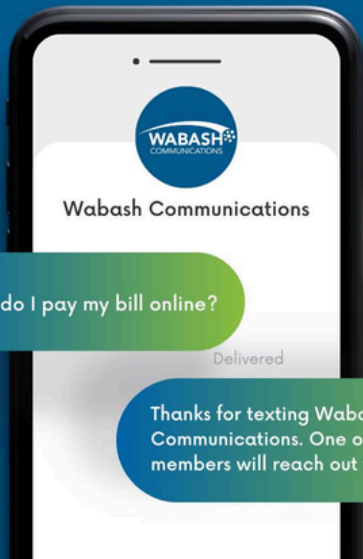 WABASH
COMMUNICATIONS
Wabash Communications
do I pay my bill online?
Delivered
Thanks for texting
Communications. One
members will reach out